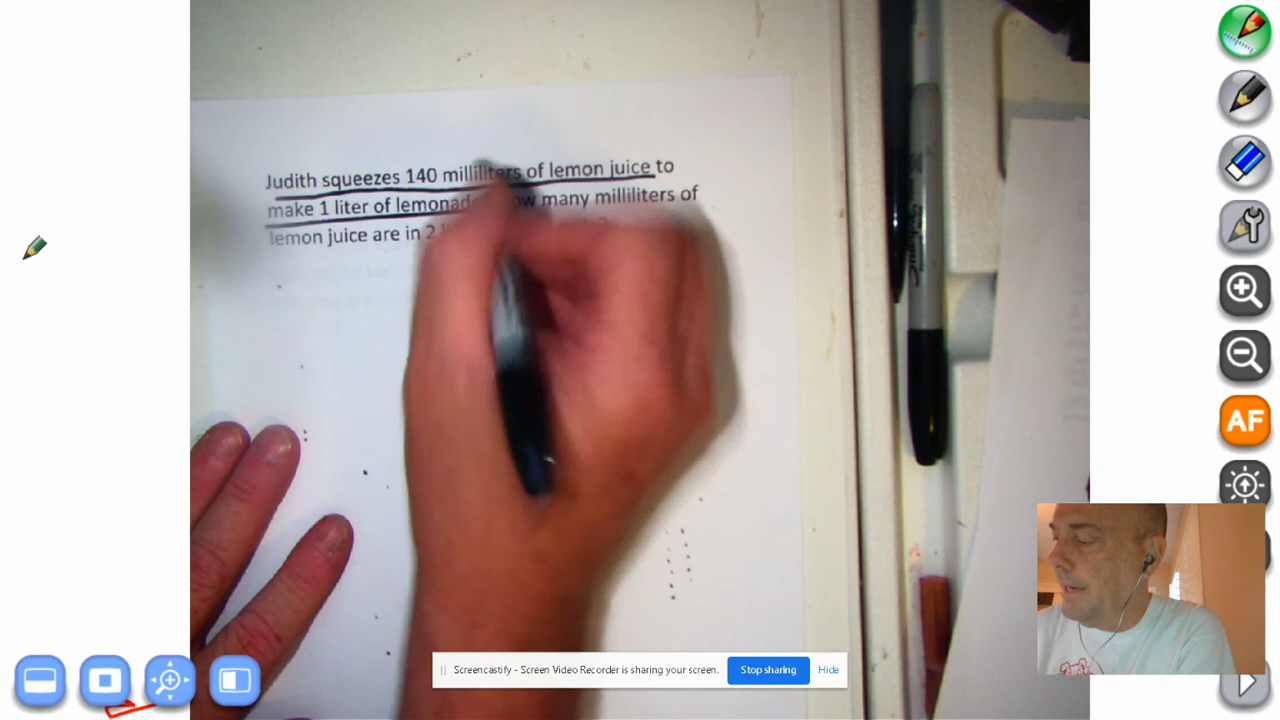 Judith squeezes 140 milliliters of lemon juice to
make 1 liter of lemonade many milliliters of
lemon juice are in 2
Sharpie
AF
Screencastify - Screen Video Recorder is sharing your screen.
Stop sharing
Hide